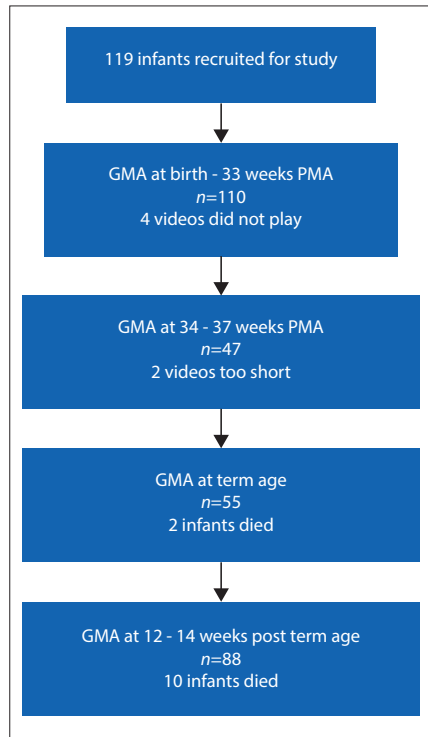 119 infants recruited for study
GMA at birth - 33 weeks PMA
n=110
4 videos did not play
GMA at 34 - 37 weeks PMA
n=47
2 videos too short
GMA at term age
n=55
2 infants died
GMA at 12 - 14 weeks post term age
n=88
10 infants died